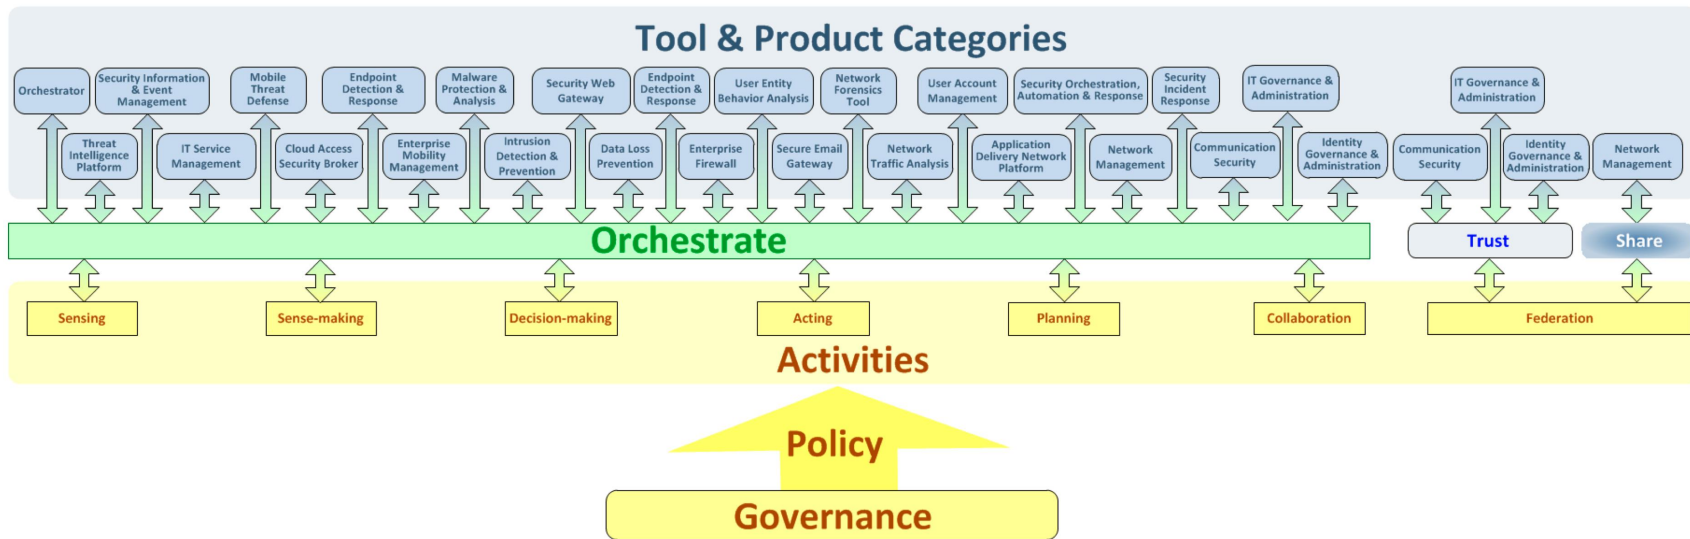 Tool & Product Categories
Orchestrator
Security Information
& Event
Management
Mobile
Threat
Defense
Endpoint
Detection &
Response
Malware
Protection &
Analysis
Security Web
Gateway
Endpoint
Detection &
Response
User Entity
Behavior Analysis
Network
Forensics
Tool
User Account
Management
Security Orchestration,
Automation & Response
Security
Incident
Response
IT Governance &
Administration
IT Governance &
Administration
Threat
Intelligence
Platform
IT Service
Management
Cloud Access
Security Broker
Enterprise
Mobility
Management
Intrusion
Detection &
Prevention
Data Loss
Prevention
Enterprise
Firewall
Secure Email
Gateway
Network
Traffic Analysis
Application
Delivery Network
Platform
Network
Management
Communication
Security
Identity
Governance &
Administration
Communication
Security
Identity
Governance &
Administration
Network
Management
Orchestrate
Trust
Share
Sensing
Sense-making
Decision-making
Acting
Planning
Collaboration
Federation
Activities
Policy
Governance